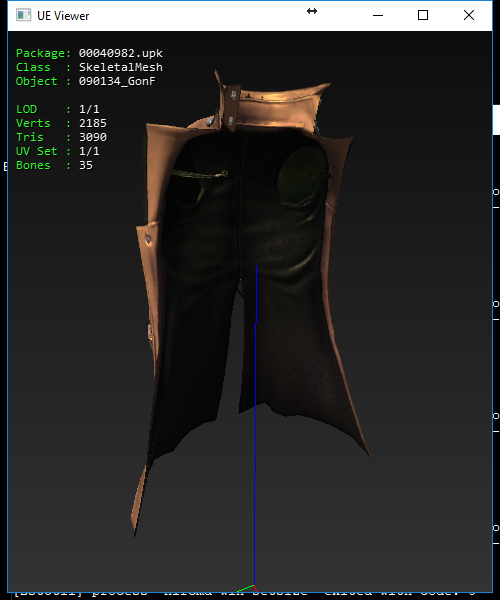 UE Viewer
Package: 00040982.upk
Class  : SkeletalMesh
Object : 090134_GonF
LOD    : 1/1
Verts  : 2185
Tris   : 3090
UV Set : 1/1
Bones  : 35